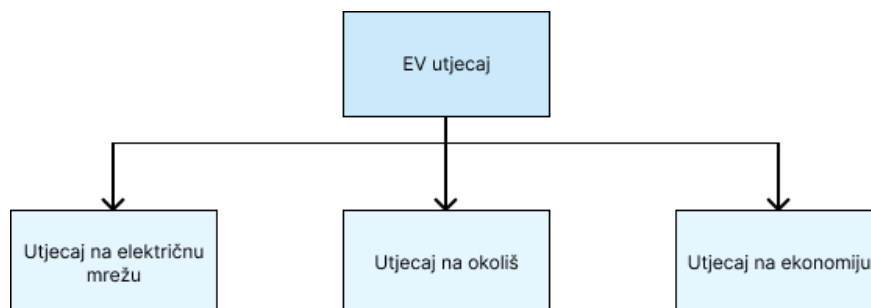 EV utjecaj
Utjecaj na električnu
mrežu
Utjecaj na okoliš
Utjecaj na ekonomiju